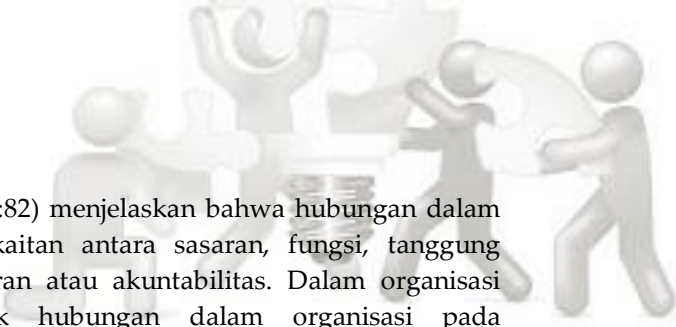 :82) menjelaskan bahwa hubungan dalam
kaitan antara sasaran, fungsi, tanggung
ran atau akuntabilitas. Dalam organisasi
k hubungan dalam organisasi pada